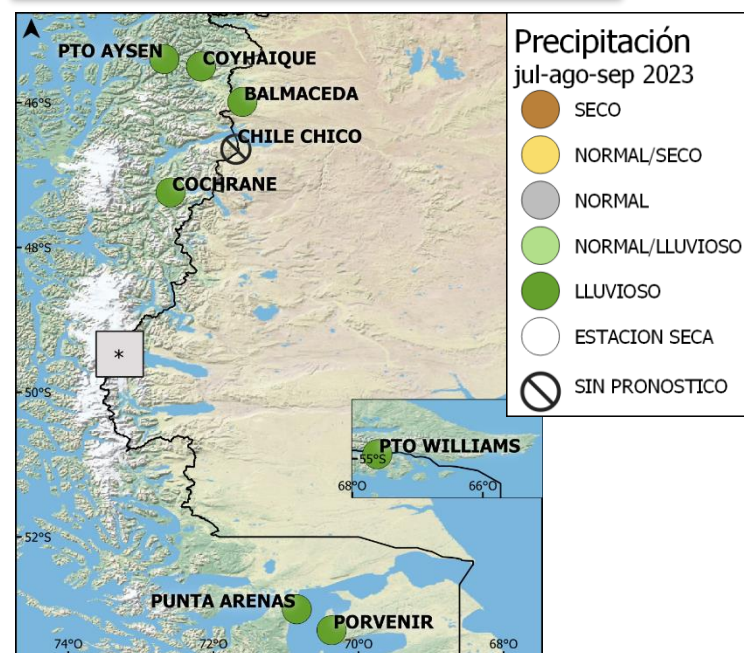 PTO AYSEN
COYHAIQUE
BALMACEDA
46°S
CHILE CHICO
COCHRANE
48°S
*
50°S
PTO WILLIAMS
55°S
68°O
66°O
52°S
PUNTA ARENAS
PORVENIR
74°O
72°O
70°O
68°O
Precipitación
jul-ago-sep 2023
SECO
NORMAL/SECO
NORMAL
NORMAL/LLUVIOSO
LLUVIOSO
ESTACION SECA
SIN PRONOSTICO